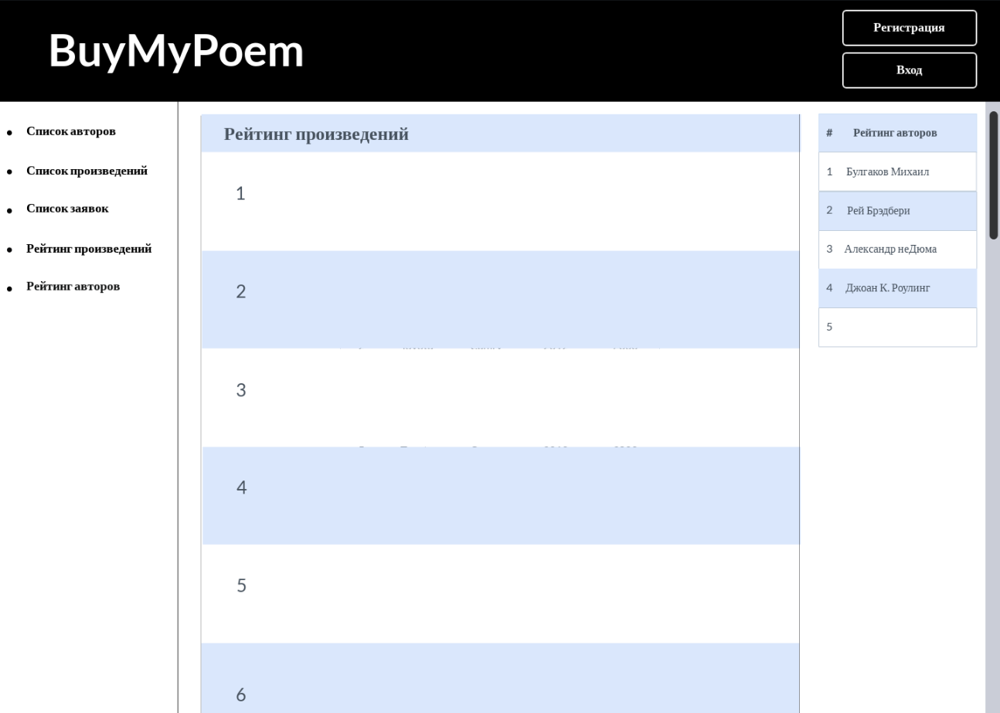 BuyMyPoem
Регистрация
Вход
Список авторов
Список произведений
Список заявок
Рейтинг произведений
Рейтинг авторов
Рейтинг произведений
1
2
3
4
5
6
# Рейтинг авторов
1 Булгаков Михаил
2 Рей Брэдбери
3 Александр неДюма
4 Джоан К. Роулинг
5